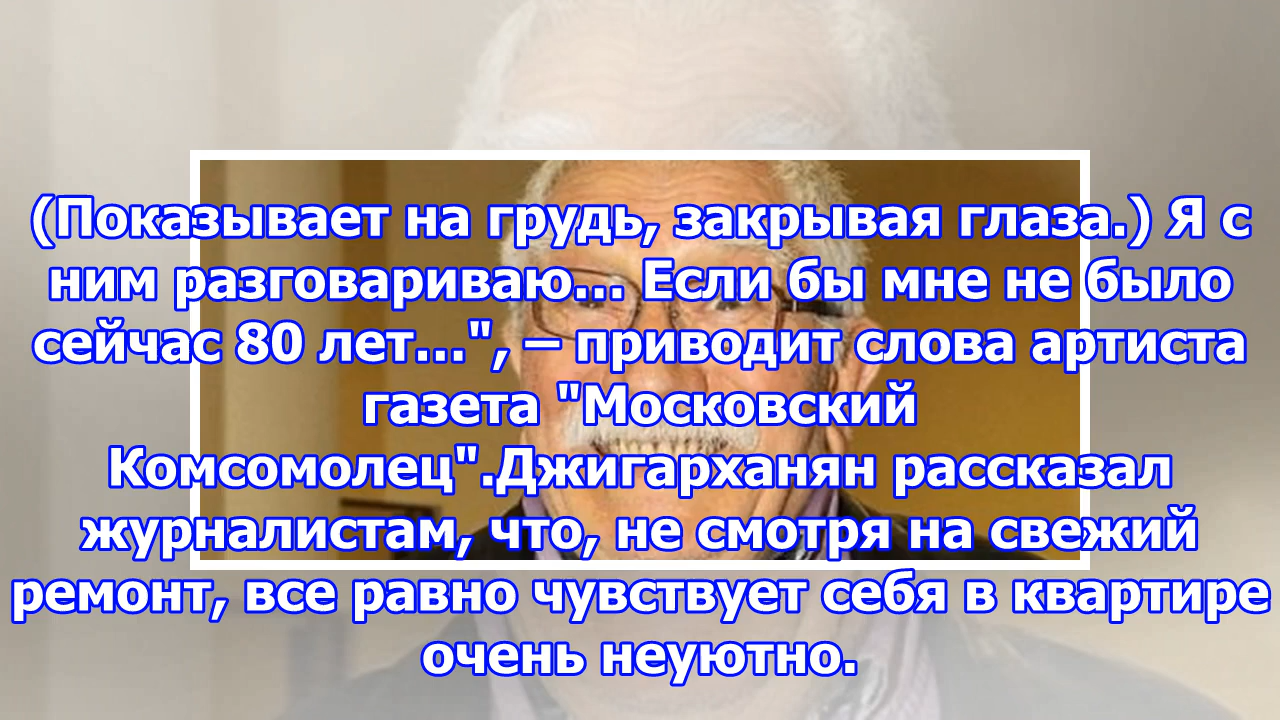 (Показывает на грудь, закрывая глаза.) Я с
ним разговариваю... Если бы мне не было
сейчас 80 лет...", – приводит слова артиста
газета "Московский
Комсомолец".Джигарханян рассказал
журналистам, что, не смотря на свежий
ремонт, все равно чувствует себя в квартире
очень неуютно.